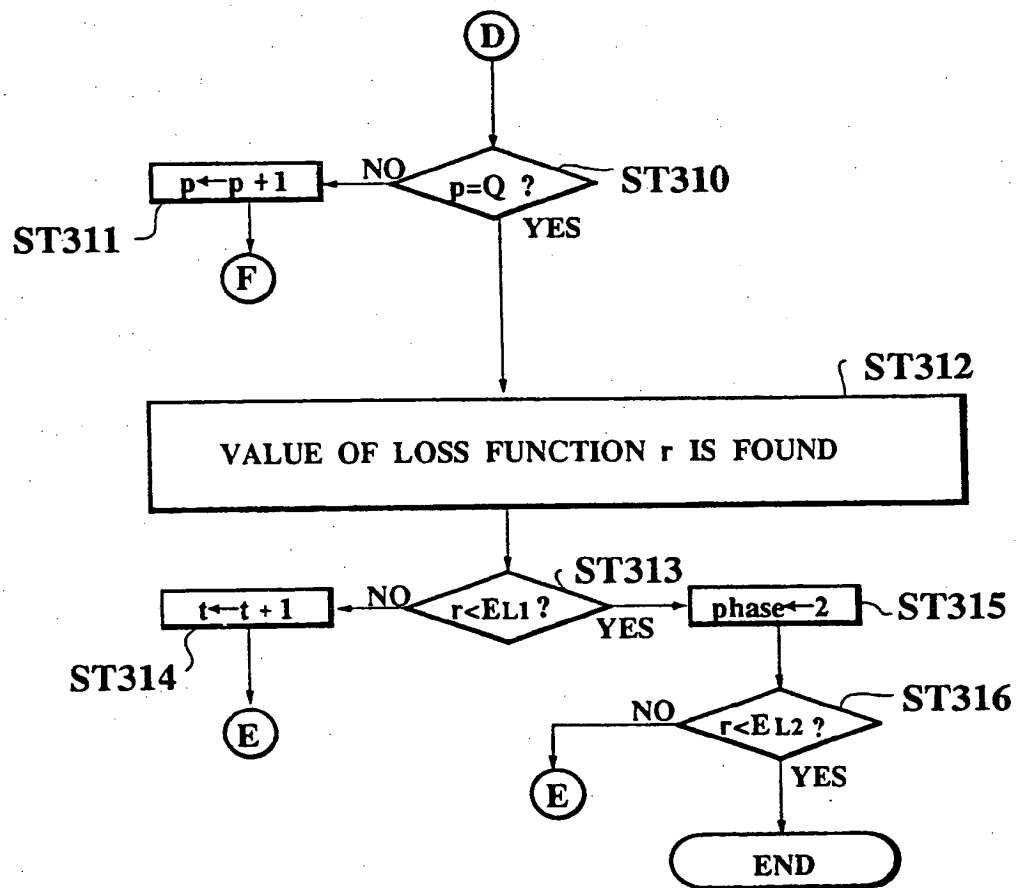 D
NO
p←p +1
p=Q ?
ST310
ST311
YES
F
ST312
VALUE OF LOSS FUNCTION r IS FOUND
ST313
NO
t←t +1
r<EL1 ?
YES
phase←2
ST315
ST314
E
NO
r<EL2 ?
ST316
E
YES
END